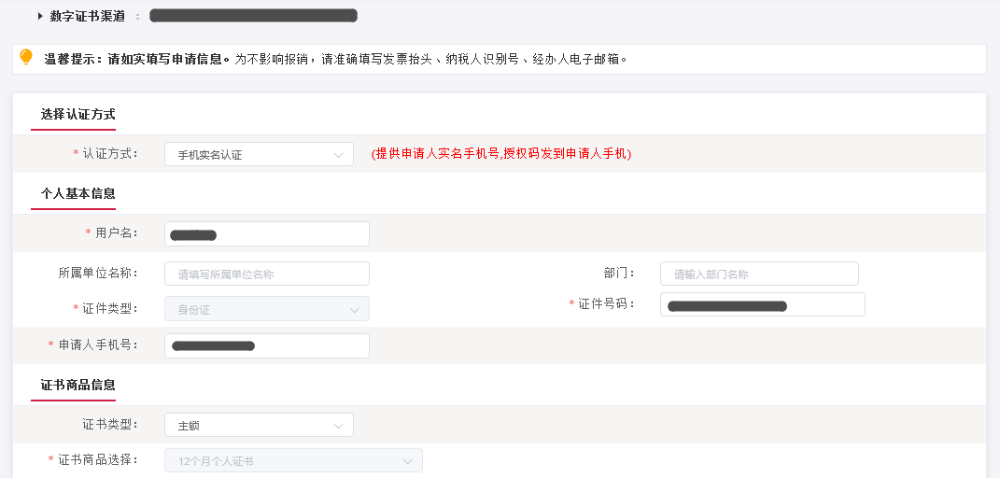 数字证书渠道 :
温馨提示：请如实填写申请信息。为不影响报销，请准确填写发票抬头、纳税人识别号、经办人电子邮箱。
选择认证方式
* 认证方式： 手机实名认证 (提供申请人实名手机号,授权码发到申请人手机)
个人基本信息
* 用户名：
所属单位名称： 请填写所属单位名称 部门： 请输入部门名称
* 证件类型： 身份证 * 证件号码：
* 申请人手机号：
证书商品信息
证书类型： 主锁
* 证书商品选择： 12个月个人证书